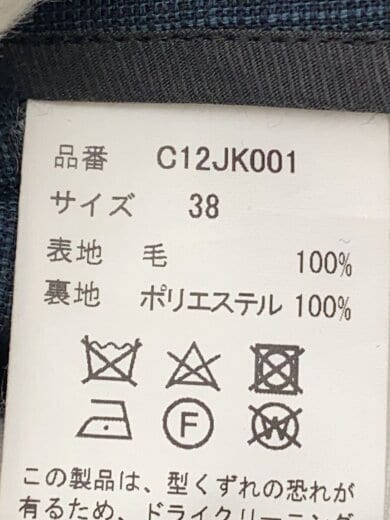 品番 C12JK001
サイズ 38
表地 毛 100%
裏地 ポリエステル 100%
F W
この製品は、型くずれの恐れが
有るため、ドライクリーニング